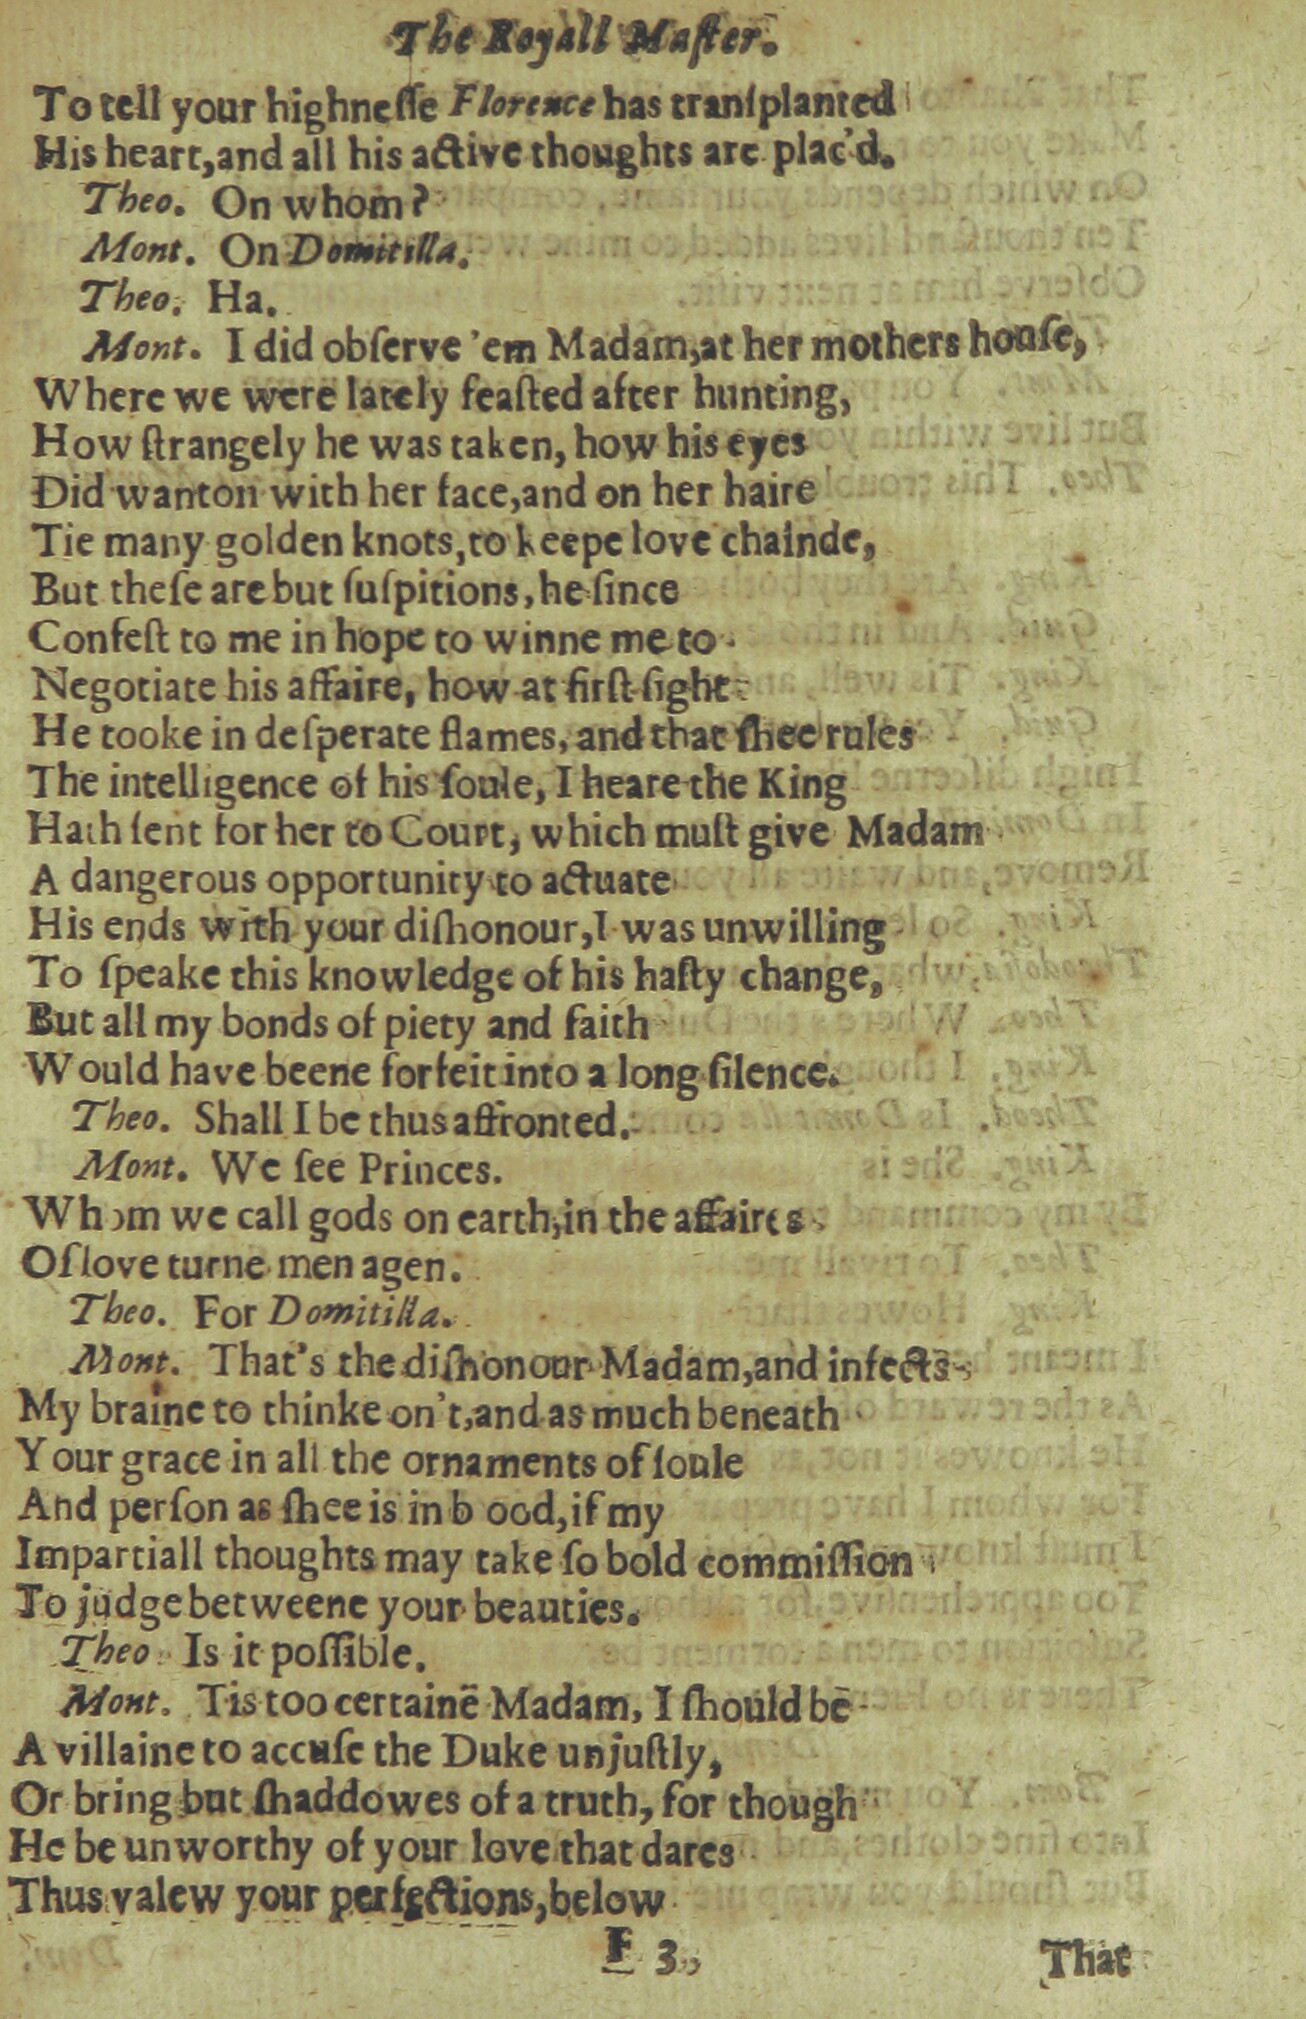 The Royall Master.
To tell your highneſſe Florence has tranſplanted
His heart,and all his active thoughts are plac'd.
Theo. On whom?
Mont. On Domitilla.
Theo. Ha.
Mont. I did obſerve 'em Madam,at her mothers houſe,
Where we were lately feaſted after hunting,
How ſtrangely he was taken, how his eyes
Did wanton with her face,and on her haire
Tie many golden knots,to keepe love chainde,
But theſe are but ſuſpitions, he ſince
Confeſt to me in hope to winne me to
Negotiate his affaire, how at firſt ſight
He tooke in deſperate flames, and that ſhee rules
The intelligence of his ſoule, I heare the King
Hath ſent for her to Court, which muſt give Madam
A dangerous opportunity to actuate
His ends with your diſhonour,I was unwilling
To ſpeake this knowledge of his haſty change,
But all my bonds of piety and faith
Would have beene forfeit into a long ſilence.
Theo. Shall I be thus affronted.
Mont. We ſee Princes.
Whom we call gods on earth,in the affaires
Of love turne men agen.
Theo. For Domitilla.
Mont. That's the diſhonour Madam,and infects
My braine to thinke on't,and as much beneath
Your grace in all the ornaments of ſoule
And perſon as ſhee is in b ood,if my
Impartiall thoughts may take ſo bold commiſſion
To judge betweene your beauties.
Theo. Is it poſſible.
Mont. Tis too certaine Madam, I ſhould be
A villaine to accuſe the Duke unjuſtly,
Or bring but ſhaddowes of a truth, for though
He be unworthy of your love that dares
Thus valew your perfections,below
F 3,
That